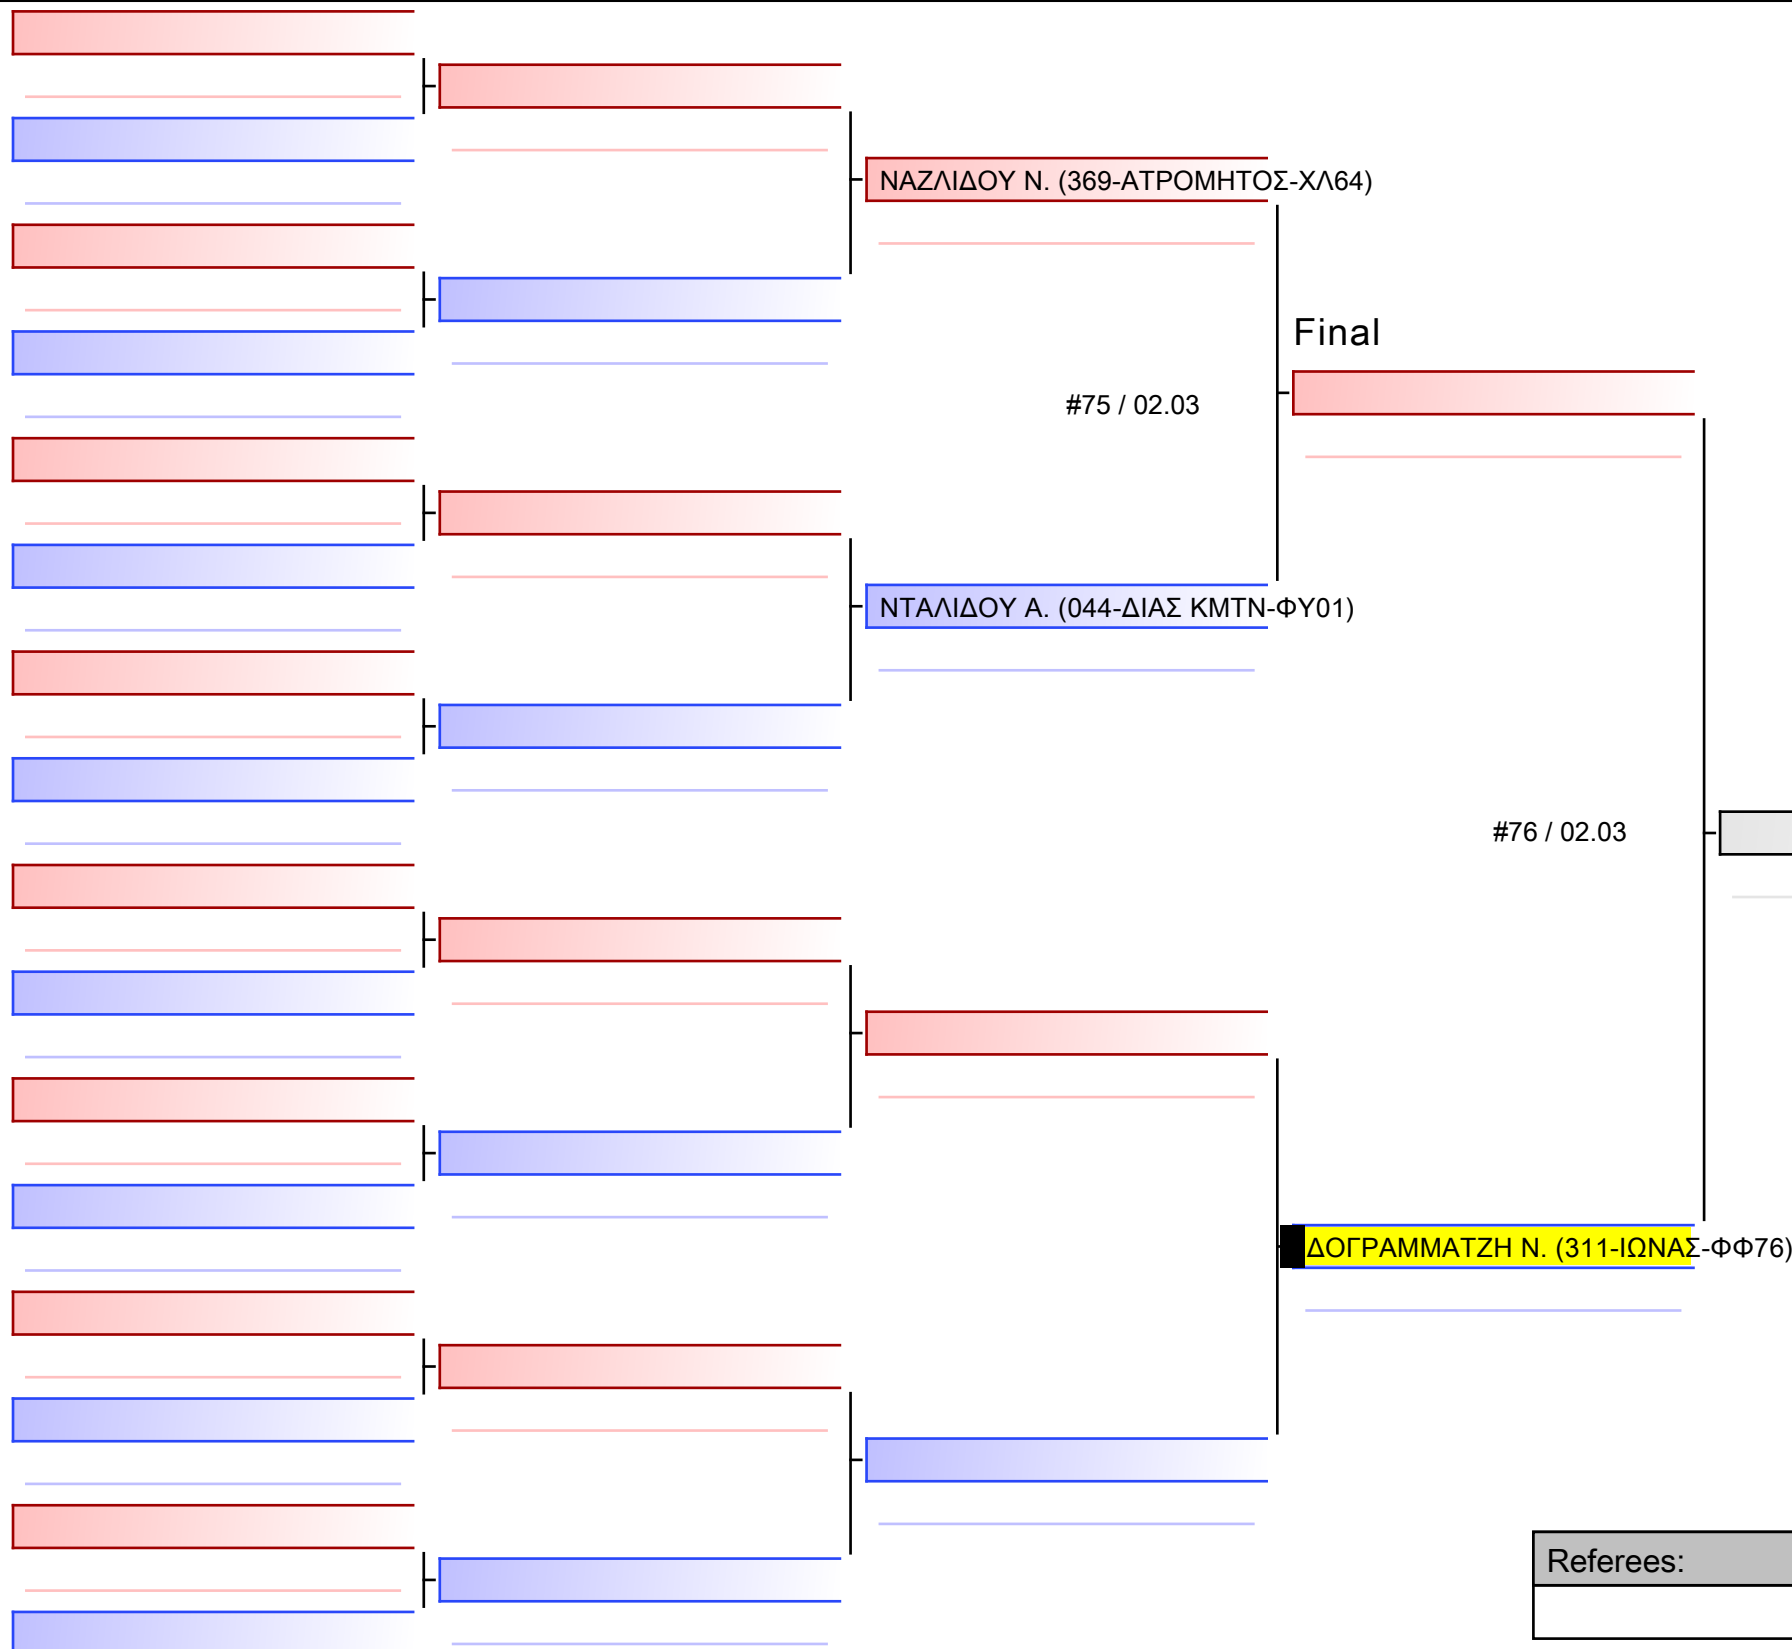 ΝΑΖΛΙΔΟΥ Ν. (369-ΑΤΡΟΜΗΤΟΣ-ΧΛ64)
Final
#75 / 02.03
ΝΤΑΛΙΔΟΥ Α. (044-ΔΙΑΣ ΚΜΤΝ-ΦΥ01)
#76 / 02.03
ΔΟΓΡΑΜΜΑΤΖΗ Ν. (311-ΙΩΝΑΣ-ΦΦ76)
Referees: